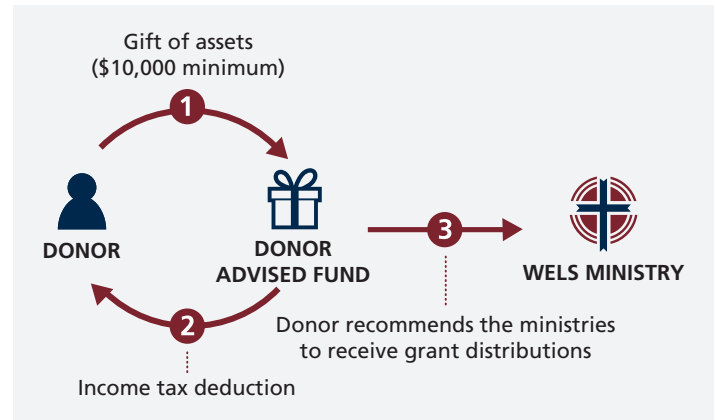 Gift of assets
($10,000 minimum)
1
DONOR
DONOR
ADVISED FUND
3
WELS MINISTRY
2
Donor recommends the ministries
to receive grant distributions
Income tax deduction